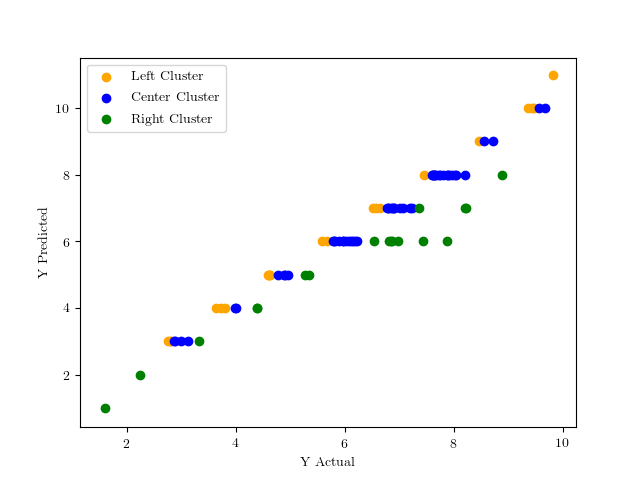 Left Cluster
Center Cluster
Right Cluster
10
8
6
4
2
Y Predicted
2 4 6 8 10
Y Actual